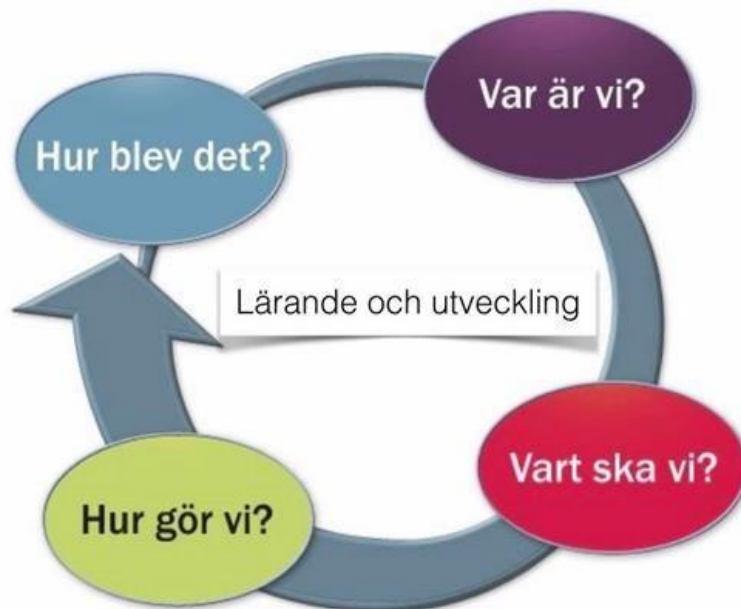 Var är vi?
Hur blev det?
Lärande och utveckling
Vart ska vi?
Hur gör vi?